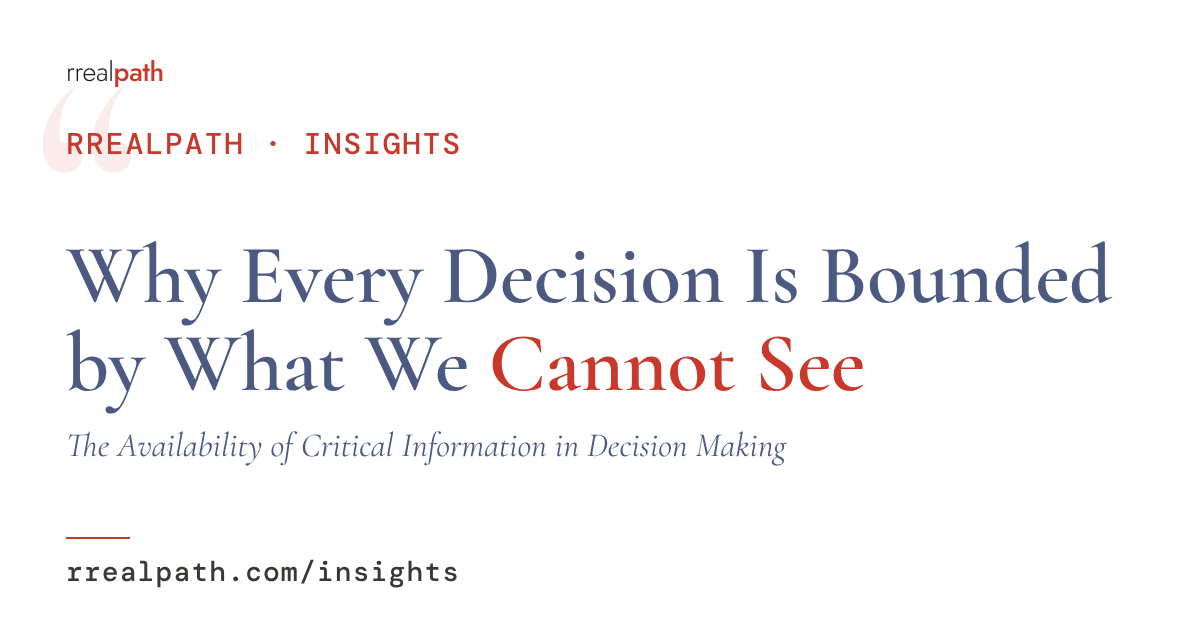 rrealpath
RREALPATH · INSIGHTS
Why Every Decision Is Bounded
by What We Cannot See
The Availability of Critical Information in Decision Making
rrealpath.com/insights